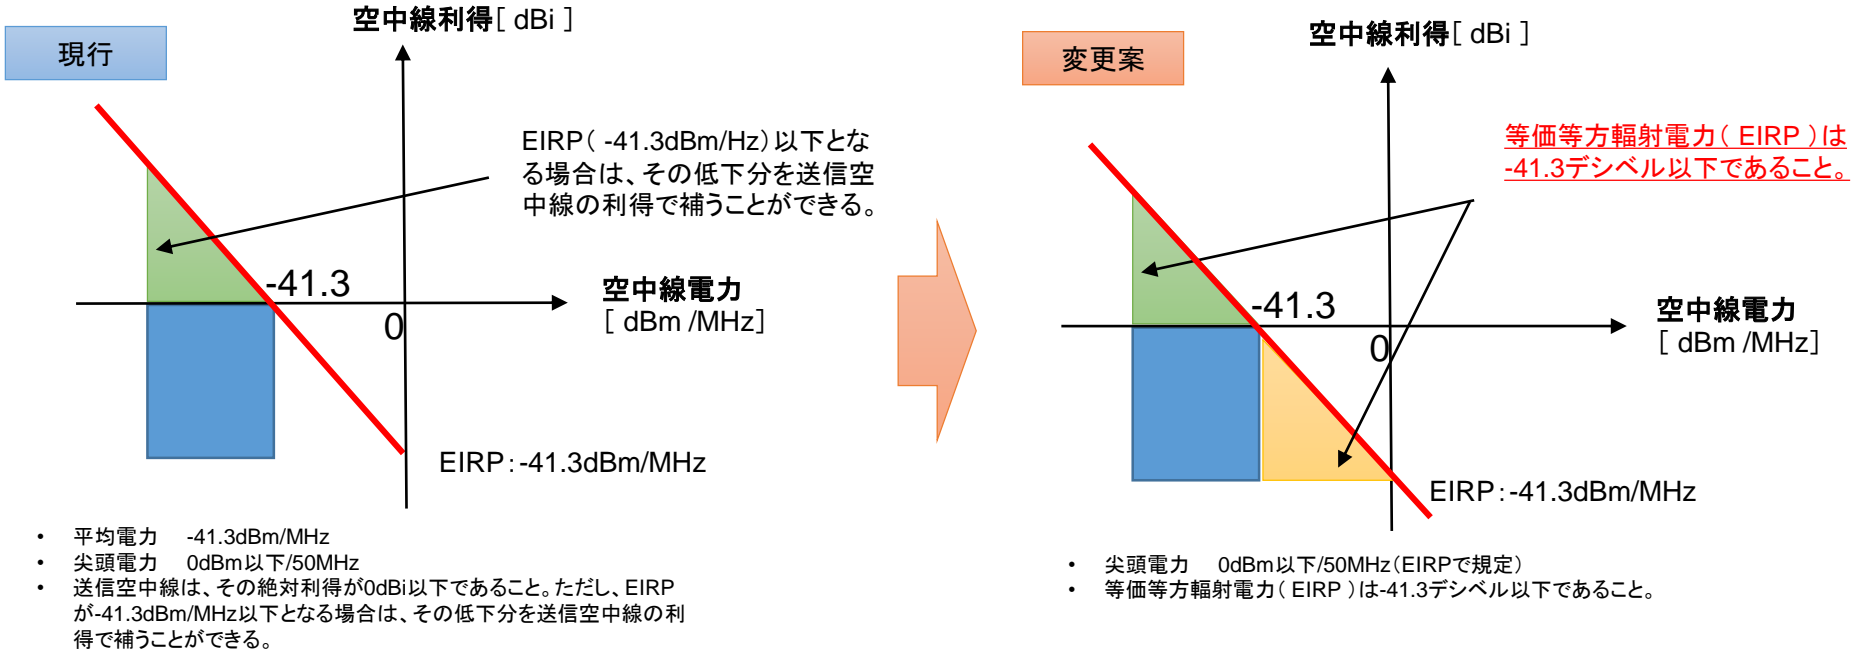 現行
空中線利得[ dBi ]
EIRP( -41.3dBm/Hz)以下とな
る場合は、その低下分を送信空
中線の利得で補うことができる。
-41.3
0
空中線電力
[ dBm /MHz]
EIRP:-41.3dBm/MHz
• 平均電力 -41.3dBm/MHz
• 尖頭電力 0dBm以下/50MHz
• 送信空中線は、その絶対利得が0dBi以下であること。ただし、EIRP
が-41.3dBm/MHz以下となる場合は、その低下分を送信空中線の利
得で補うことができる。
変更案
空中線利得[ dBi ]
等価等方輻射電力( EIRP )は
-41.3デシベル以下であること。
-41.3
0
空中線電力
[ dBm /MHz]
EIRP:-41.3dBm/MHz
• 尖頭電力 0dBm以下/50MHz(EIRPで規定)
• 等価等方輻射電力( EIRP )は-41.3デシベル以下であること。